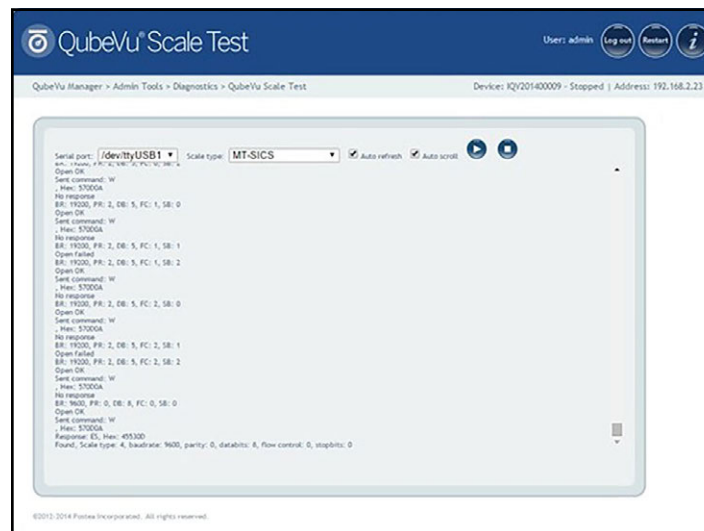 QubeVu® Scale Test
User: admin
Log out
Restart
i
QubeVu Manager > Admin Tools > Diagnostics > QubeVu Scale Test
Device: IQV201400009 - Stopped | Address: 192.168.2.23
Serial port: /dev/ttyUSB1 Scale type: MT-SICS Auto refresh Auto scroll
Open OK
Sent command: W
, Hex: 570D0A
No response
BR: 19200, PR: 2, DB: 5, FC: 1, SB: 0
Open OK
Sent command: W
, Hex: 570D0A
No response
BR: 19200, PR: 2, DB: 5, FC: 1, SB: 1
Open failed
BR: 19200, PR: 2, DB: 5, FC: 1, SB: 2
Open OK
Sent command: W
, Hex: 570D0A
No response
BR: 19200, PR: 2, DB: 5, FC: 2, SB: 0
Open OK
Sent command: W
, Hex: 570D0A
No response
BR: 19200, PR: 2, DB: 5, FC: 2, SB: 1
Open failed
BR: 19200, PR: 2, DB: 5, FC: 2, SB: 2
Open OK
Sent command: W
, Hex: 570D0A
No response
BR: 9600, PR: 0, DB: 8, FC: 0, SB: 0
Open OK
Sent command: W
, Hex: 570D0A
Response: ES, Hex: 45530D
Found, Scale type: 4, baudrate: 9600, parity: 0, databits: 8, flow control: 0, stopbits: 0
©2012-2014 Postea Incorporated. All rights reserved.